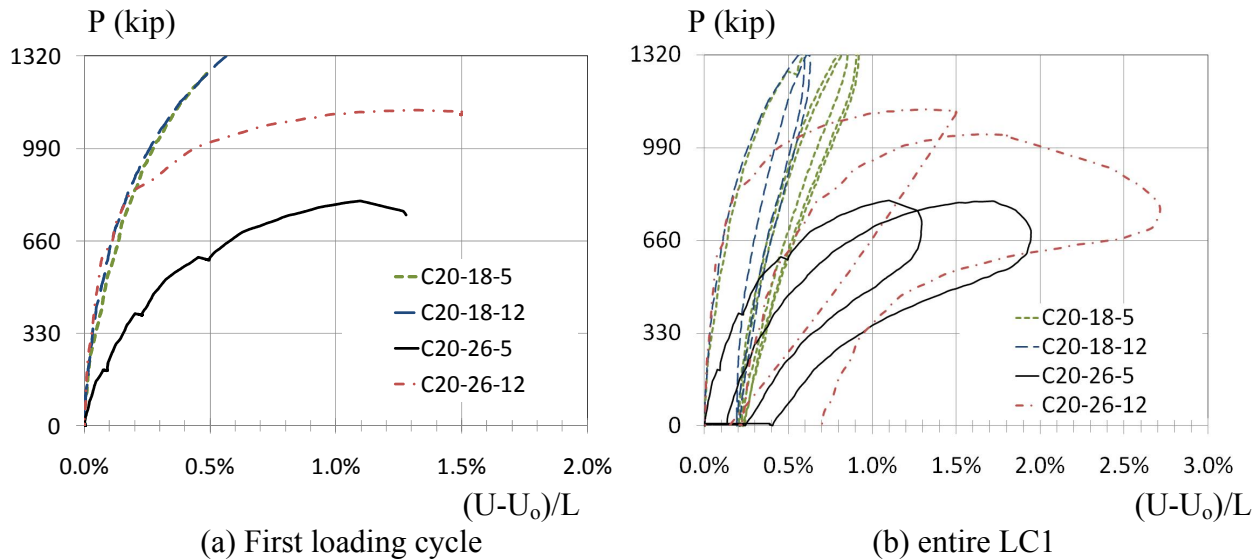 P (kip)
1320
990
660
330
0
0.0%
0.5%
1.0%
1.5%
2.0%
C20-18-5
C20-18-12
C20-26-5
C20-26-12
(U-Uo)/L
(a) First loading cycle
P (kip)
1320
990
660
330
0
0.0%
0.5%
1.0%
1.5%
2.0%
2.5%
3.0%
C20-18-5
C20-18-12
C20-26-5
C20-26-12
(U-Uo)/L
(b) entire LC1